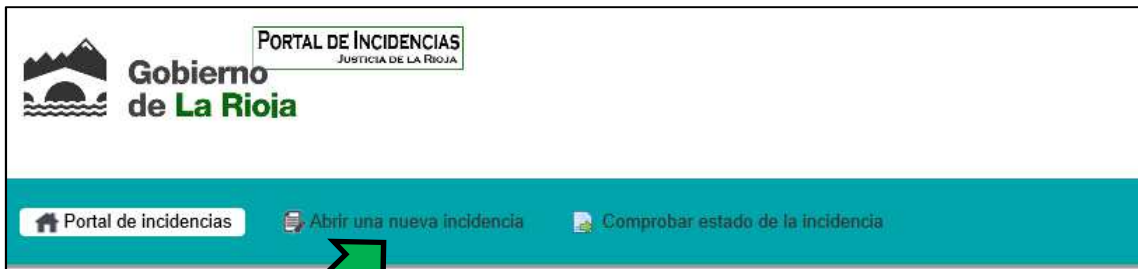 PORTAL DE INCIDENCIAS
JUSTICIA DE LA RIOJA
Gobierno
de La Rioja
Portal de incidencias Abrir una nueva incidencia Comprobar estado de la incidencia